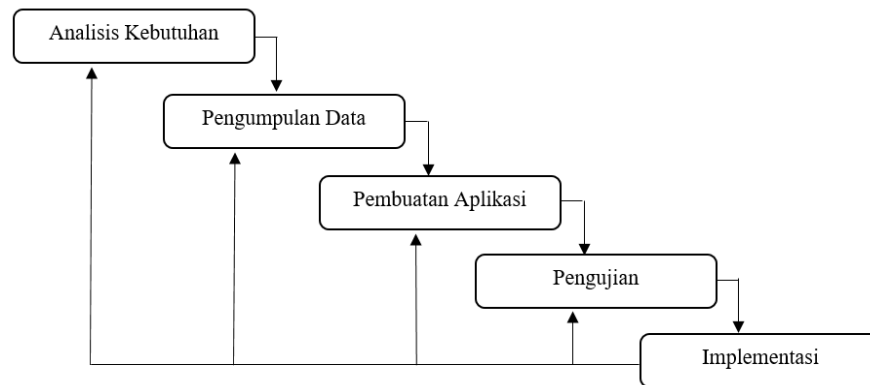 Analisis Kebutuhan
Pengumpulan Data
Pembuatan Aplikasi
Pengujian
Implementasi